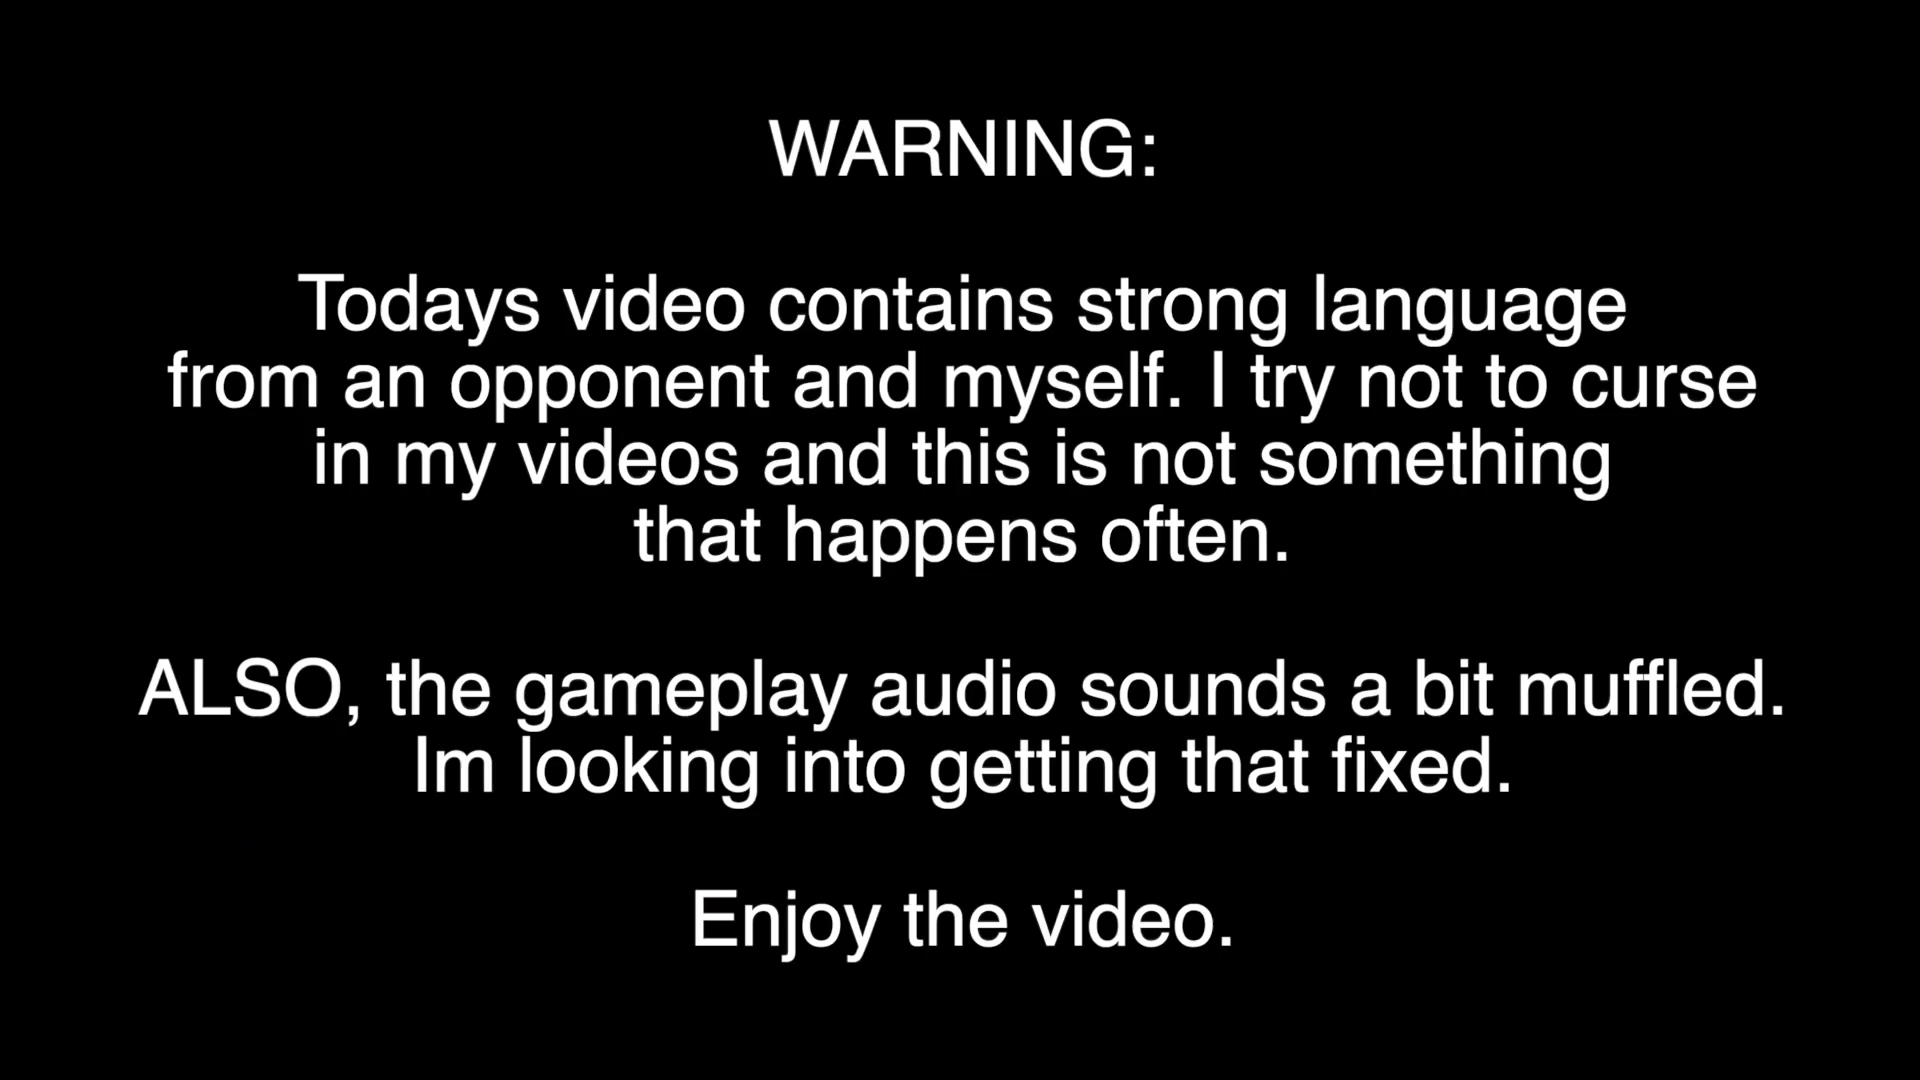 WARNING:
Todays video contains strong language
from an opponent and myself. I try not to curse
in my videos and this is not something
that happens often.
ALSO, the gameplay audio sounds a bit muffled.
Im looking into getting that fixed.
Enjoy the video.